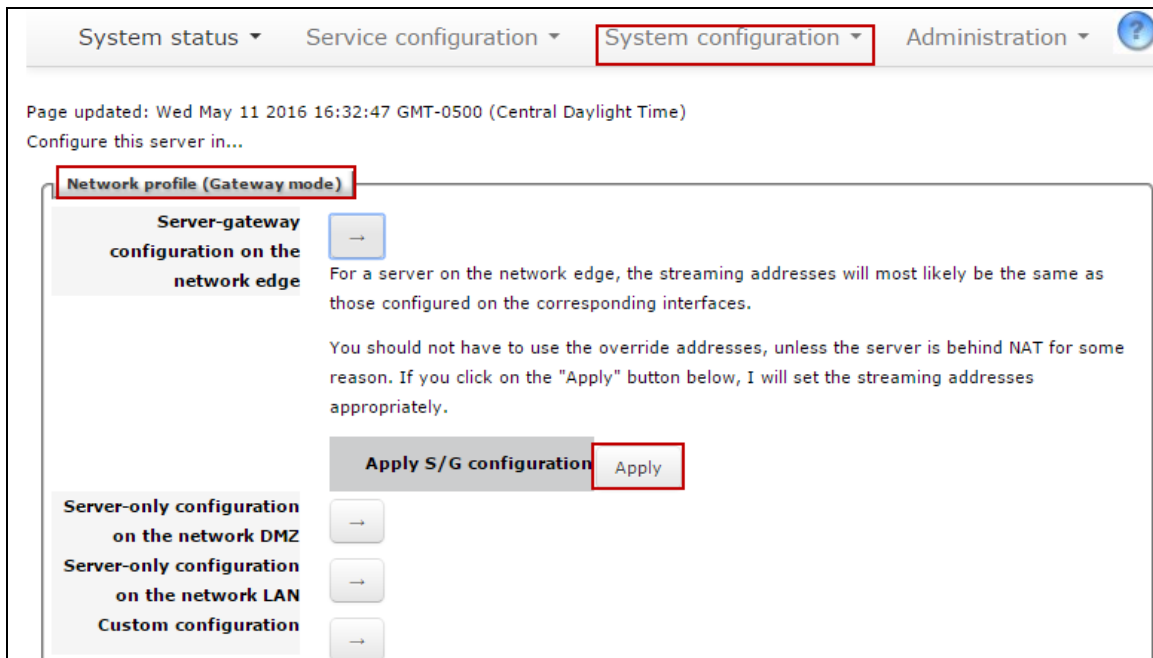 System status Service configuration System configuration Administration ?
Page updated: Wed May 11 2016 16:32:47 GMT-0500 (Central Daylight Time)
Configure this server in...
Network profile (Gateway mode)
Server-gateway
configuration on the
network edge
→
For a server on the network edge, the streaming addresses will most likely be the same as
those configured on the corresponding interfaces.
You should not have to use the override addresses, unless the server is behind NAT for some
reason. If you click on the "Apply" button below, I will set the streaming addresses
appropriately.
Apply S/G configuration Apply
Server-only configuration
on the network DMZ
→
Server-only configuration
on the network LAN
→
Custom configuration
→